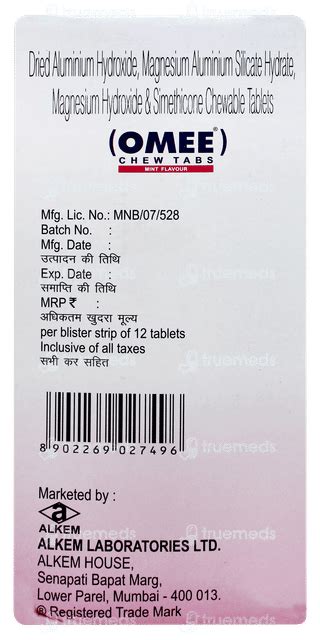 Dried Aluminium Hydroxide, Magnesium Aluminium Silicate Hydrate,
Magnesium Hydroxide & Simethicone Chewable Tablets
(OMEE®)
CHEW TABS
MINT FLAVOUR
Mfg. Lic. No.: MNB/07/528
Batch No. :
Mfg. Date :
उत्पादन की तिथि
Exp. Date :
समाप्ति की तिथि
MRP ₹ :
अधिकतम खुदरा मूल्य
per blister strip of 12 tablets
Inclusive of all taxes
सभी कर सहित
8 902269 027496
Marketed by :
a
ALKEM
ALKEM LABORATORIES LTD.
ALKEM HOUSE,
Senapati Bapat Marg,
Lower Parel, Mumbai - 400 013.
® Registered Trade Mark
truemeds